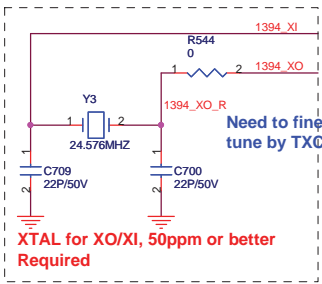 1394_XI
R544
0
1 2 1394_XO
Y3
1394_XO_R
1 2
24.576MHZ
Need to fine
tune by TXC
1 1
C709 C700
22P/50V 22P/50V
2 2
XTAL for XO/XI, 50ppm or better
Required